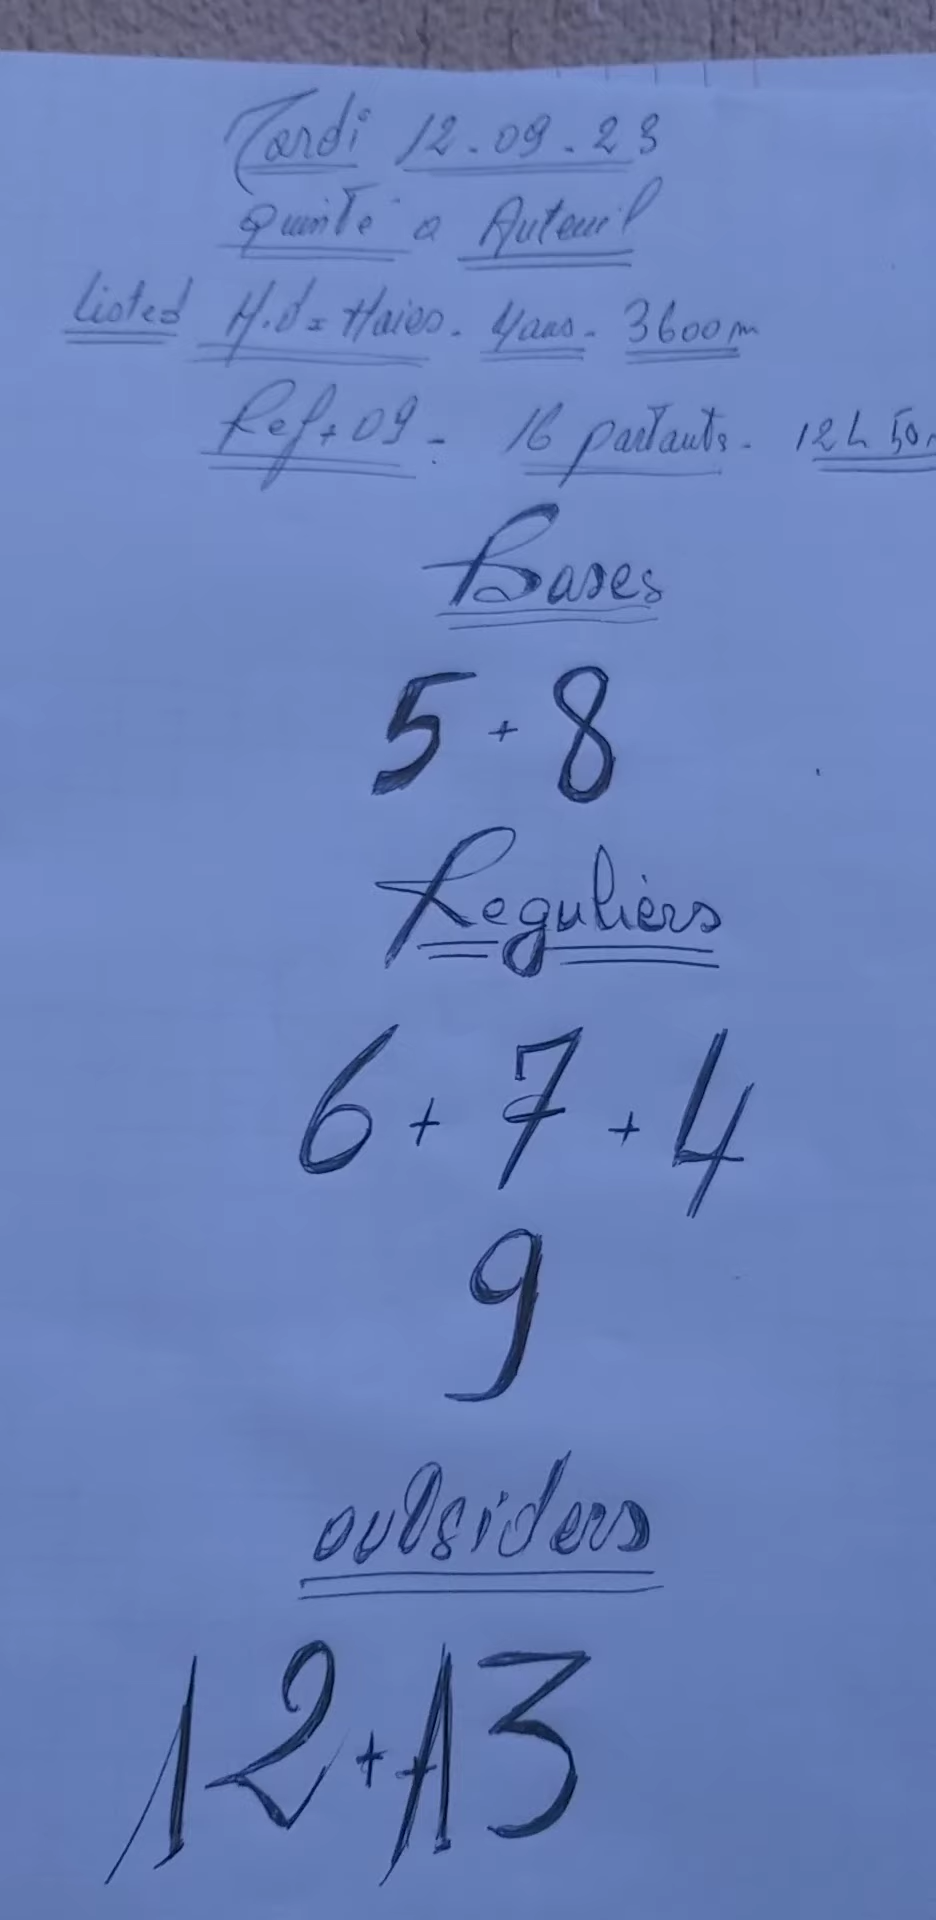 Mardi 12.09.23
Quinté a Auteuil
Listed H.d= Haies. 4ans. 3600m
Ref+09. 16 partants. 12h50
Bases
5+8
Reguliers
6+7+4
9
outsiders
12+13